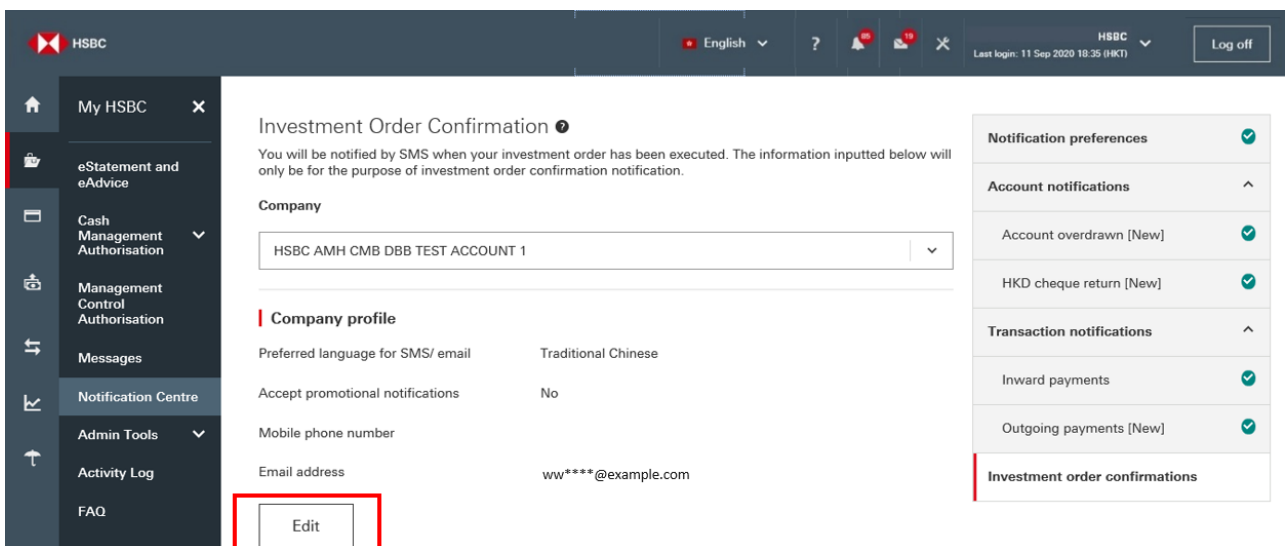 HSBC
English
?
85
19
HSBC
Last login: 11 Sep 2020 18:35 (HKT)
Log off
My HSBC
eStatement and
eAdvice
Cash
Management
Authorisation
Management
Control
Authorisation
Messages
Notification Centre
Admin Tools
Activity Log
FAQ
Investment Order Confirmation ?
You will be notified by SMS when your investment order has been executed. The information inputted below will
only be for the purpose of investment order confirmation notification.
Company
HSBC AMH CMB DBB TEST ACCOUNT 1
Company profile
Preferred language for SMS/ email Traditional Chinese
Accept promotional notifications No
Mobile phone number
Email address ww****@example.com
Edit
Notification preferences
Account notifications
Account overdrawn [New]
HKD cheque return [New]
Transaction notifications
Inward payments
Outgoing payments [New]
Investment order confirmations